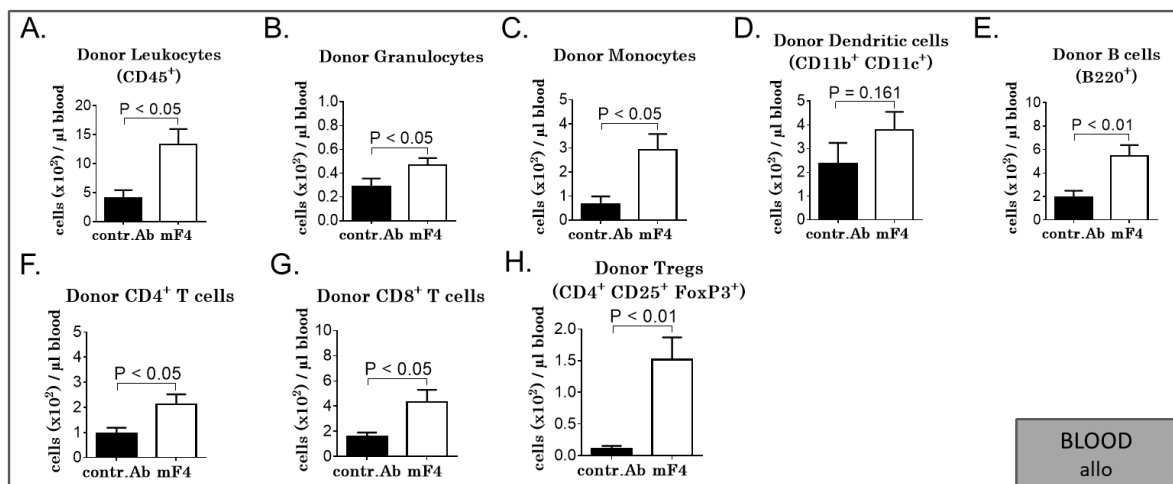 A.
Donor Leukocytes
(CD45⁺)
cells (x10²) / µl blood
20
15
10
5
0
P < 0.05
contr.Ab mF4
B.
Donor Granulocytes
cells (x10²) / µl blood
1.0
0.8
0.6
0.4
0.2
0.0
P < 0.05
contr.Ab mF4
C.
Donor Monocytes
cells (x10²) / µl blood
5
4
3
2
1
0
P < 0.05
contr.Ab mF4
D.
Donor Dendritic cells
(CD11b⁺ CD11c⁺)
cells (x10²) / µl blood
5
4
3
2
1
0
P = 0.161
contr.Ab mF4
E.
Donor B cells
(B220⁺)
cells (x10²) / µl blood
10
8
6
4
2
0
P < 0.01
contr.Ab mF4
F.
Donor CD4⁺ T cells
cells (x10²) / µl blood
5
4
3
2
1
0
P < 0.05
contr.Ab mF4
G.
Donor CD8⁺ T cells
cells (x10²) / µl blood
10
8
6
4
2
0
P < 0.05
contr.Ab mF4
H.
Donor Tregs
(CD4⁺ CD25⁺ FoxP3⁺)
cells (x10²) / µl blood
2.0
1.5
1.0
0.5
0.0
P < 0.01
contr.Ab mF4
BLOOD
allo